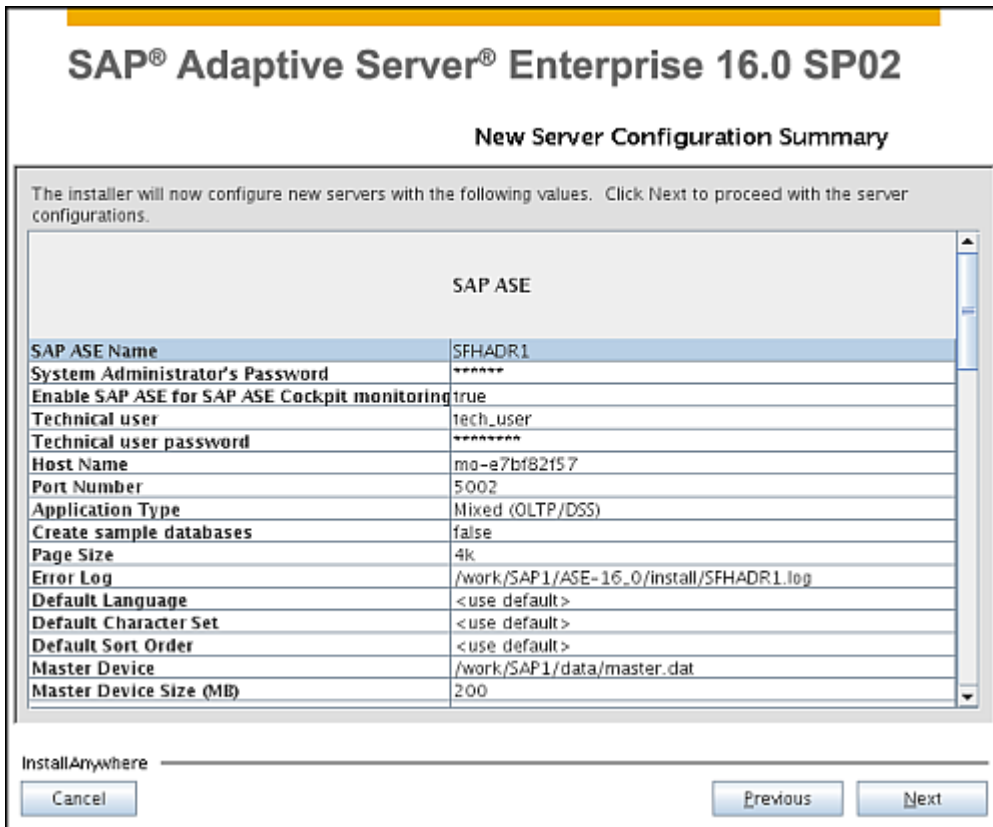 SAP® Adaptive Server® Enterprise 16.0 SP02
New Server Configuration Summary
The installer will now configure new servers with the following values. Click Next to proceed with the server
configurations.
SAP ASE
SAP ASE Name SFHADR1
System Administrator's Password ******
Enable SAP ASE for SAP ASE Cockpit monitoring true
Technical user tech_user
Technical user password ********
Host Name mo-e7bf82f57
Port Number 5002
Application Type Mixed (OLTP/DSS)
Create sample databases false
Page Size 4k
Error Log /work/SAP1/ASE-16_0/install/SFHADR1.log
Default Language <use default>
Default Character Set <use default>
Default Sort Order <use default>
Master Device /work/SAP1/data/master.dat
Master Device Size (MB) 200
InstallAnywhere
Cancel Previous Next